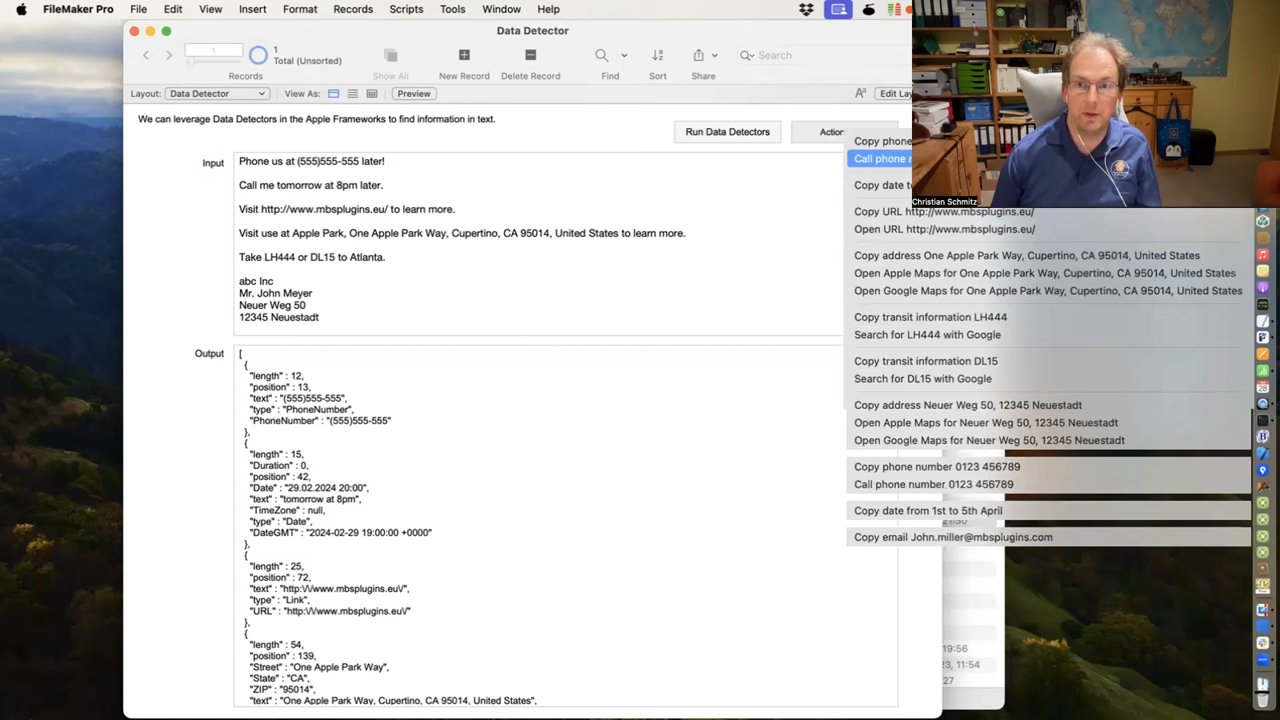 FileMaker Pro File Edit View Insert Format Records Scripts Tools Window Help
Data Detector
1
1
Total (Unsorted)
Search
Records Show All New Record Delete Record Find Sort Share
Layout: Data Detector View As: Preview Edit Lay
We can leverage Data Detectors in the Apple Frameworks to find information in text.
Run Data Detectors
Action
Input
Phone us at (555)555-555 later!
Call me tomorrow at 8pm later.
Visit http://www.mbsplugins.eu/ to learn more.
Visit use at Apple Park, One Apple Park Way, Cupertino, CA 95014, United States to learn more.
Take LH444 or DL15 to Atlanta.
abc Inc
Mr. John Meyer
Neuer Weg 50
12345 Neuestadt
Output
[
{
"length" : 12,
"position" : 13,
"text" : "(555)555-555",
"type" : "PhoneNumber",
"PhoneNumber" : "(555)555-555"
},
{
"length" : 15,
"Duration" : 0,
"position" : 42,
"Date" : "29.02.2024 20:00",
"text" : "tomorrow at 8pm",
"TimeZone" : null,
"type" : "Date",
"DateGMT" : "2024-02-29 19:00:00 +0000"
},
{
"length" : 25,
"position" : 72,
"text" : "http:\/\/www.mbsplugins.eu\/",
"type" : "Link",
"URL" : "http:\/\/www.mbsplugins.eu\/"
},
{
"length" : 54,
"position" : 139,
"Street" : "One Apple Park Way",
"State" : "CA",
"ZIP" : "95014",
"text" : "One Apple Park Way, Cupertino, CA 95014, United States",
Copy phone
Call phone n
Copy date to
Copy URL http://www.mbsplugins.eu/
Open URL http://www.mbsplugins.eu/
Copy address One Apple Park Way, Cupertino, CA 95014, United States
Open Apple Maps for One Apple Park Way, Cupertino, CA 95014, United States
Open Google Maps for One Apple Park Way, Cupertino, CA 95014, United States
Copy transit information LH444
Search for LH444 with Google
Copy transit information DL15
Search for DL15 with Google
Copy address Neuer Weg 50, 12345 Neuestadt
Open Apple Maps for Neuer Weg 50, 12345 Neuestadt
Open Google Maps for Neuer Weg 50, 12345 Neuestadt
Copy phone number 0123 456789
Call phone number 0123 456789
Copy date from 1st to 5th April
21:30
Copy email John.miller@mbsplugins.com
19:56
23, 11:54
27
Christian Schmitz
28